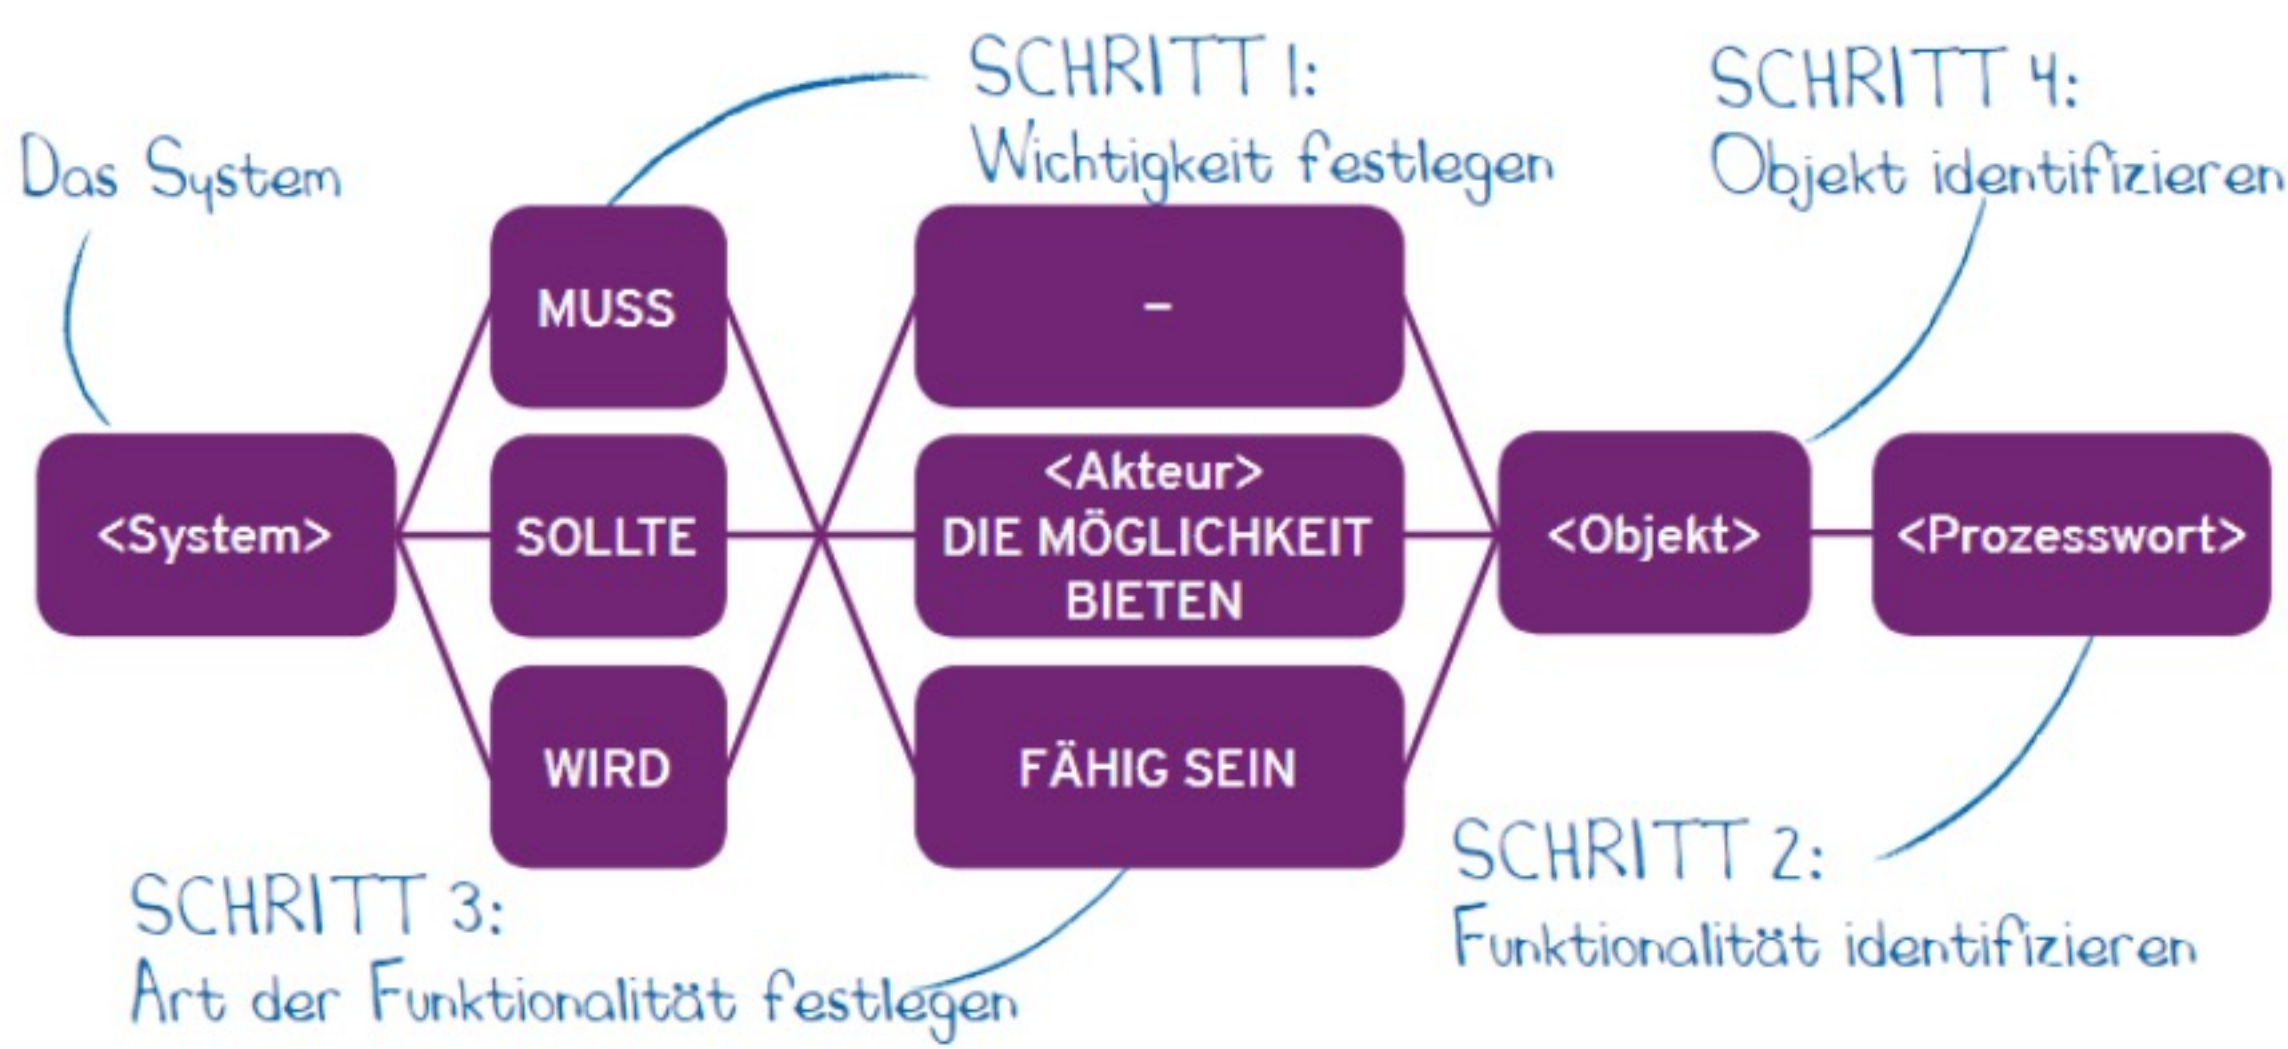 SCHRITT 1:
Wichtigkeit festlegen
SCHRITT 4:
Objekt identifizieren
Das System
MUSS
–
<System>
SOLLTE
<Akteur>
DIE MÖGLICHKEIT
BIETEN
<Objekt>
<Prozesswort>
WIRD
FÄHIG SEIN
SCHRITT 3:
Art der Funktionalität festlegen
SCHRITT 2:
Funktionalität identifizieren